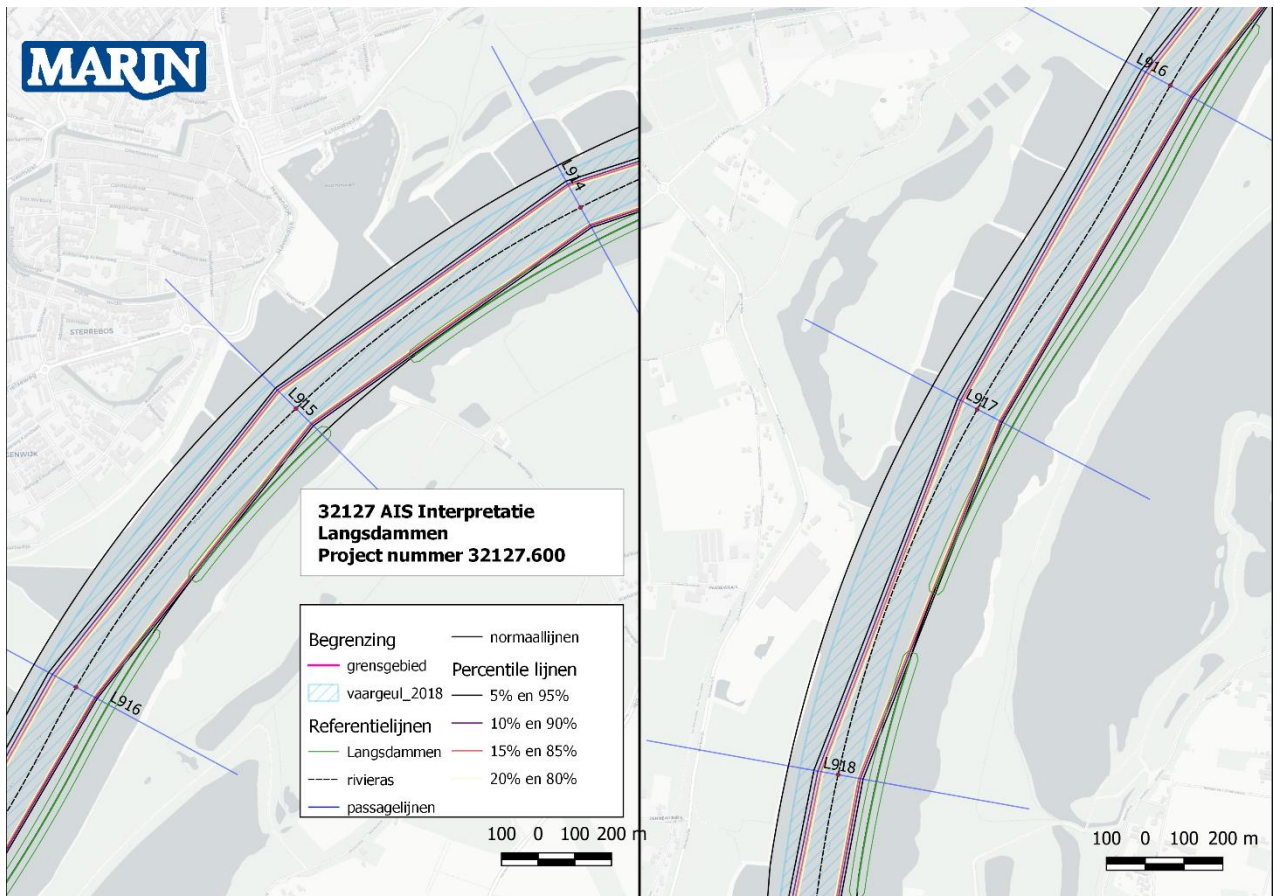 MARIN
L914
L915
STERREBOS
L916
32127 AIS Interpretatie
Langsdammen
Project nummer 32127.600
Begrenzing
grensgebied
vaargeul_2018
Referentielijnen
Langsdammen
rivieras
passagelijnen
normaallijnen
Percentile lijnen
5% en 95%
10% en 90%
15% en 85%
20% en 80%
100 0 100 200 m
L916
L917
L918
100 0 100 200 m